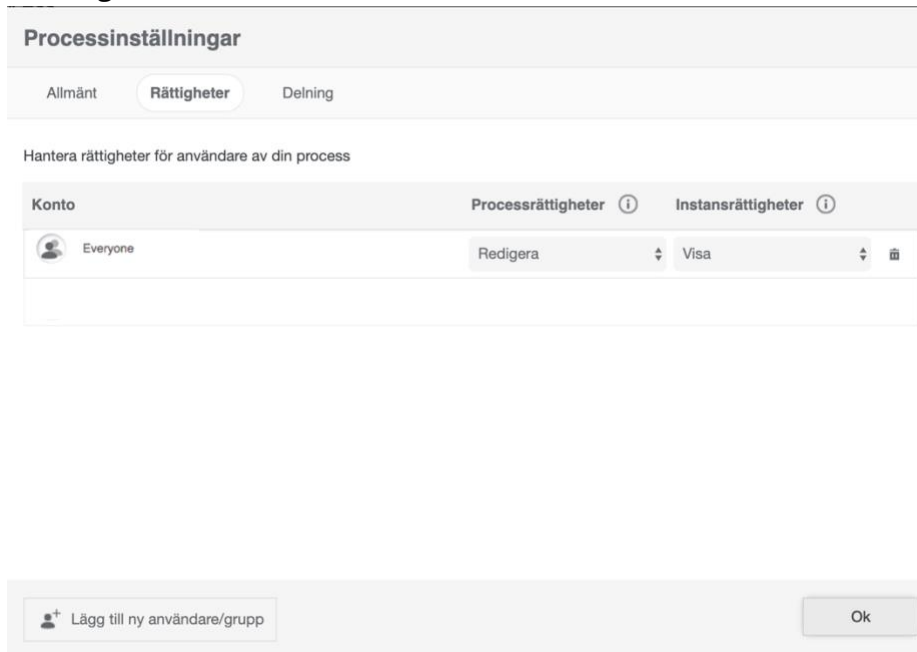 Processinställningar
Allmänt Rättigheter Delning
Hantera rättigheter för användare av din process
Konto Processrättigheter Instansrättigheter
Everyone Redigera Visa
Lägg till ny användare/grupp Ok